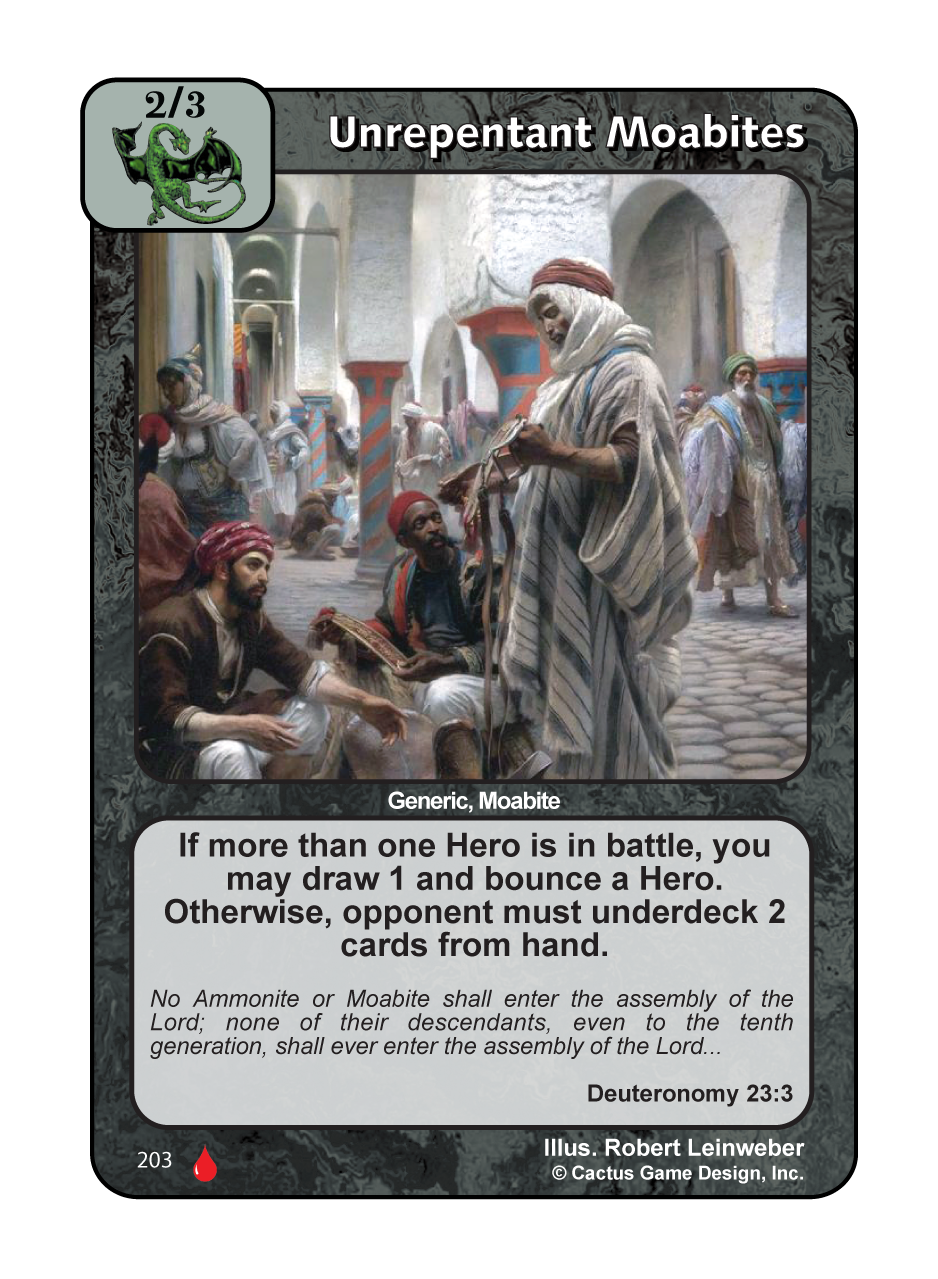 2/3
Unrepentant Moabites
Generic, Moabite
If more than one Hero is in battle, you
may draw 1 and bounce a Hero.
Otherwise, opponent must underdeck 2
cards from hand.
No Ammonite or Moabite shall enter the assembly of the
Lord; none of their descendants, even to the tenth
generation, shall ever enter the assembly of the Lord...
Deuteronomy 23:3
Illus. Robert Leinweber
203
© Cactus Game Design, Inc.